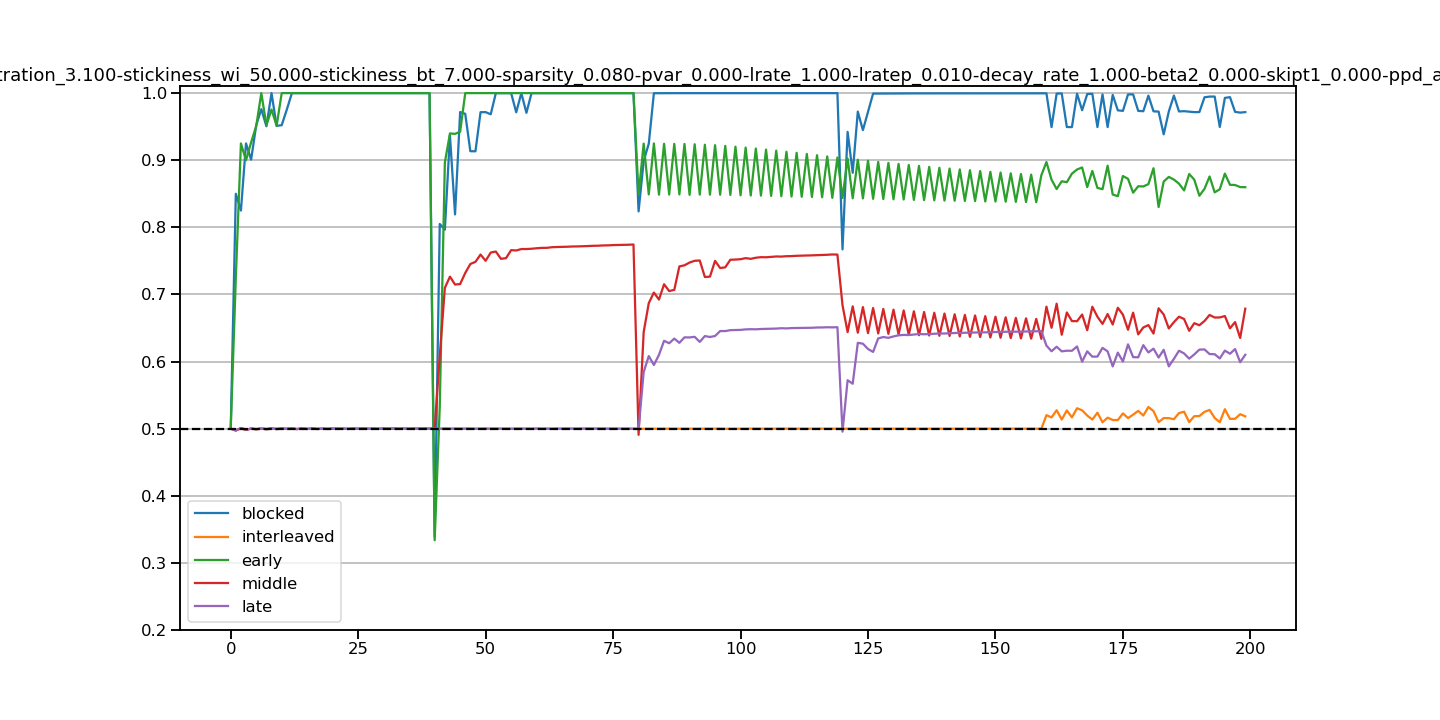 tration_3.100-stickiness_wi_50.000-stickiness_bt_7.000-sparsity_0.080-pvar_0.000-lrate_1.000-lratep_0.010-decay_rate_1.000-beta2_0.000-skipt1_0.000-ppd_a
1.0
0.9
0.8
0.7
0.6
0.5
0.4
0.3
0.2
blocked
interleaved
early
middle
late
0 25 50 75 100 125 150 175 200